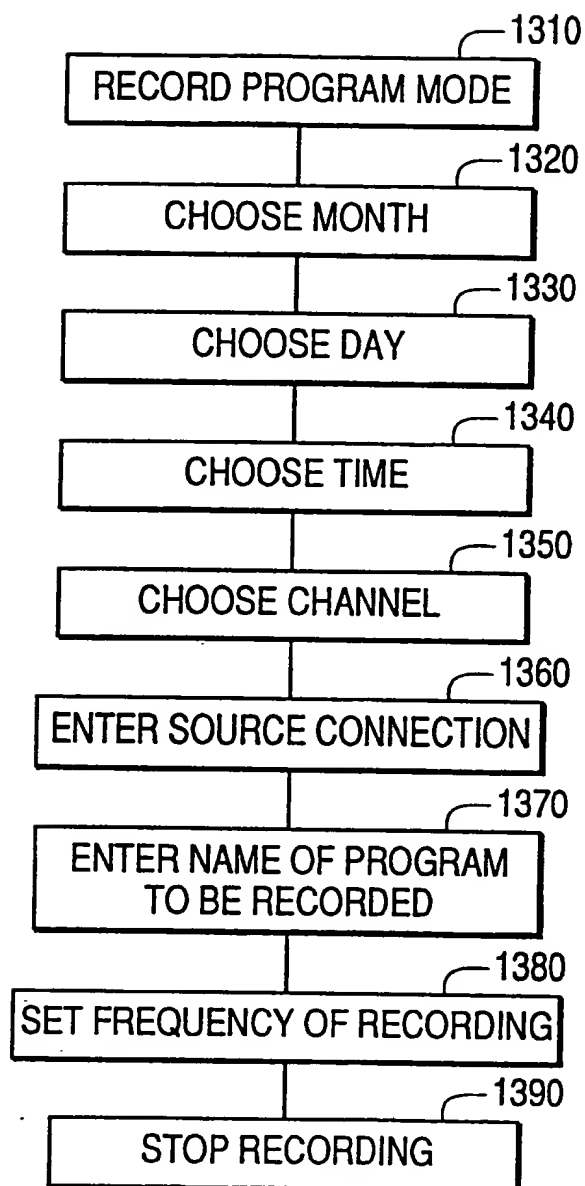 1310
RECORD PROGRAM MODE
1320
CHOOSE MONTH
1330
CHOOSE DAY
1340
CHOOSE TIME
1350
CHOOSE CHANNEL
1360
ENTER SOURCE CONNECTION
1370
ENTER NAME OF PROGRAM
TO BE RECORDED
1380
SET FREQUENCY OF RECORDING
1390
STOP RECORDING